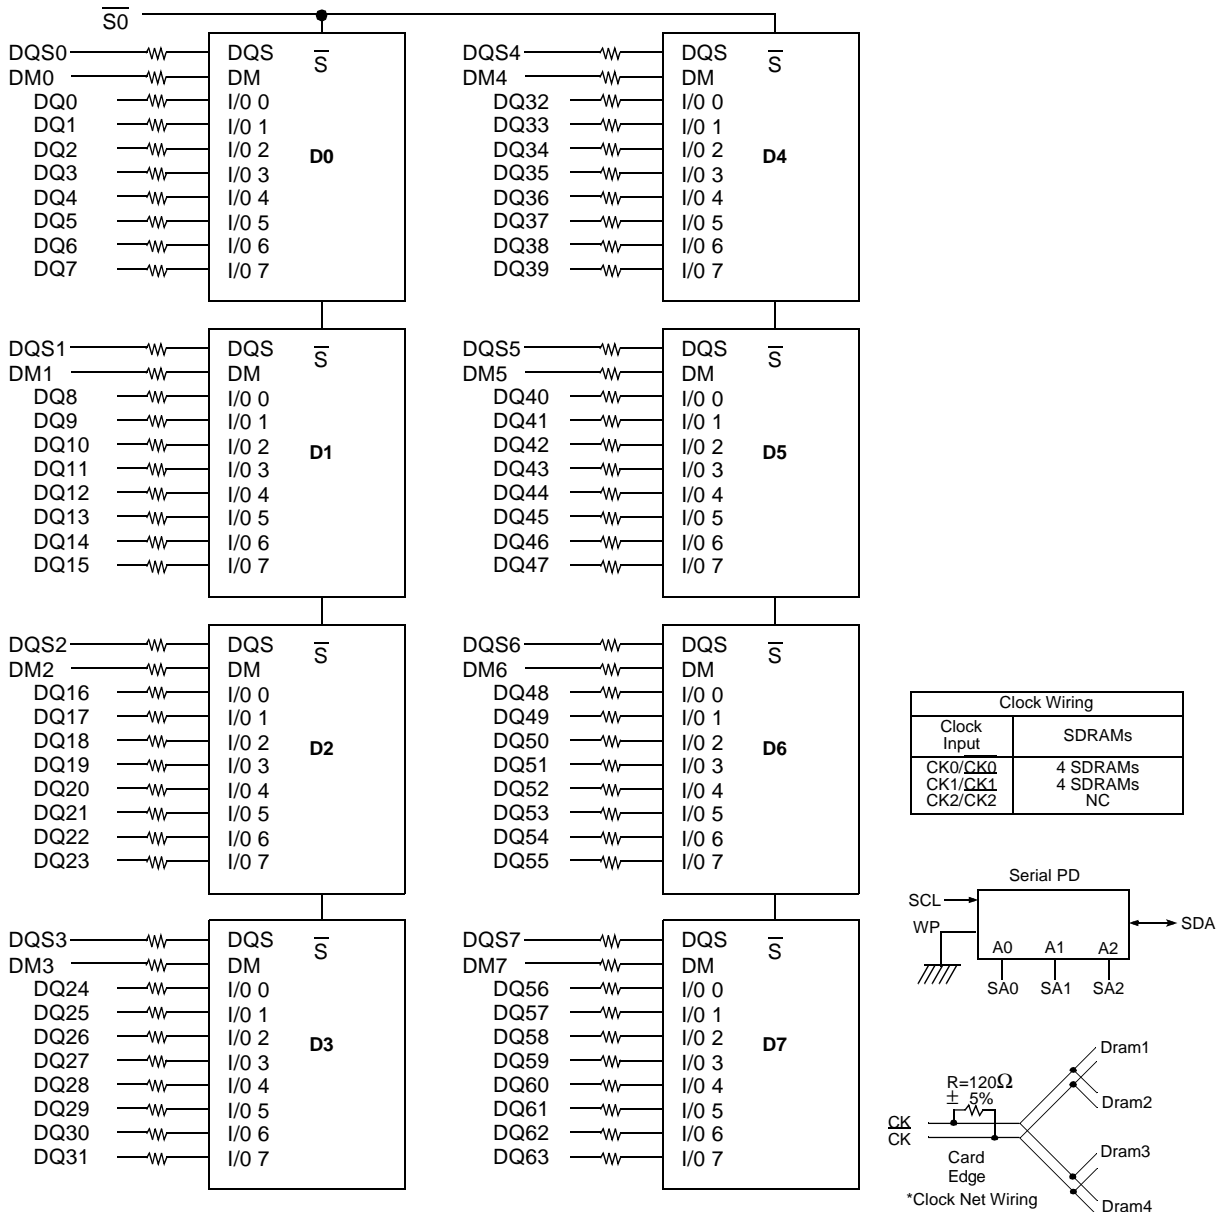 S0
DQS0 DQS S
DM0 DM
DQ0 I/0 0
DQ1 I/0 1
DQ2 I/0 2
D0
DQ3 I/0 3
DQ4 I/0 4
DQ5 I/0 5
DQ6 I/0 6
DQ7 I/0 7
DQS1 DQS S
DM1 DM
DQ8 I/0 0
DQ9 I/0 1
DQ10 I/0 2
D1
DQ11 I/0 3
DQ12 I/0 4
DQ13 I/0 5
DQ14 I/0 6
DQ15 I/0 7
DQS2 DQS S
DM2 DM
DQ16 I/0 0
DQ17 I/0 1
DQ18 I/0 2
D2
DQ19 I/0 3
DQ20 I/0 4
DQ21 I/0 5
DQ22 I/0 6
DQ23 I/0 7
DQS3 DQS S
DM3 DM
DQ24 I/0 0
DQ25 I/0 1
DQ26 I/0 2
D3
DQ27 I/0 3
DQ28 I/0 4
DQ29 I/0 5
DQ30 I/0 6
DQ31 I/0 7
DQS4 DQS S
DM4 DM
DQ32 I/0 0
DQ33 I/0 1
DQ34 I/0 2
D4
DQ35 I/0 3
DQ36 I/0 4
DQ37 I/0 5
DQ38 I/0 6
DQ39 I/0 7
DQS5 DQS S
DM5 DM
DQ40 I/0 0
DQ41 I/0 1
DQ42 I/0 2
D5
DQ43 I/0 3
DQ44 I/0 4
DQ45 I/0 5
DQ46 I/0 6
DQ47 I/0 7
DQS6 DQS S
DM6 DM
DQ48 I/0 0
DQ49 I/0 1
DQ50 I/0 2
D6
DQ51 I/0 3
DQ52 I/0 4
DQ53 I/0 5
DQ54 I/0 6
DQ55 I/0 7
DQS7 DQS S
DM7 DM
DQ56 I/0 0
DQ57 I/0 1
DQ58 I/0 2
D7
DQ59 I/0 3
DQ60 I/0 4
DQ61 I/0 5
DQ62 I/0 6
DQ63 I/0 7
Clock Wiring
Clock
Input
SDRAMs
CK0/CK0 4 SDRAMs
CK1/CK1 4 SDRAMs
CK2/CK2 NC
Serial PD
SCL
WP
SDA
A0 A1 A2
SA0 SA1 SA2
Dram1
R=120Ω
± 5%
Dram2
CK
CK
Card
Edge
Dram3
*Clock Net Wiring
Dram4